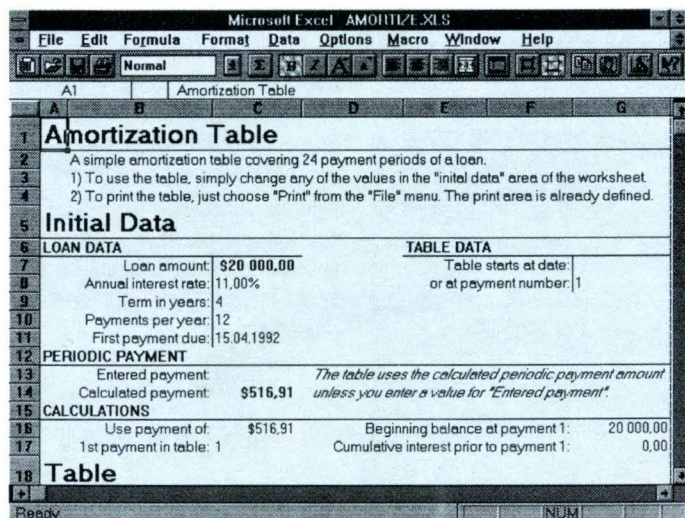 Microsoft Excel AMORTIZE.XLS
File Edit Formula Format Data Options Macro Window Help
Normal
A1 Amortization Table
A B C D E F G
1 Amortization Table
2 A simple amortization table covering 24 payment periods of a loan.
3 1) To use the table, simply change any of the values in the "inital data" area of the worksheet.
4 2) To print the table, just choose "Print" from the "File" menu. The print area is already defined.
5 Initial Data
6 LOAN DATA TABLE DATA
7 Loan amount: $20 000,00 Table starts at date:
8 Annual interest rate: 11,00% or at payment number: 1
9 Term in years: 4
10 Payments per year: 12
11 First payment due: 15.04.1992
12 PERIODIC PAYMENT
13 Entered payment: The table uses the calculated periodic payment amount
14 Calculated payment: $516,91 unless you enter a value for "Entered payment".
15 CALCULATIONS
16 Use payment of: $516,91 Beginning balance at payment 1: 20 000,00
17 1st payment in table: 1 Cumulative interest prior to payment 1: 0,00
18 Table
Ready NUM